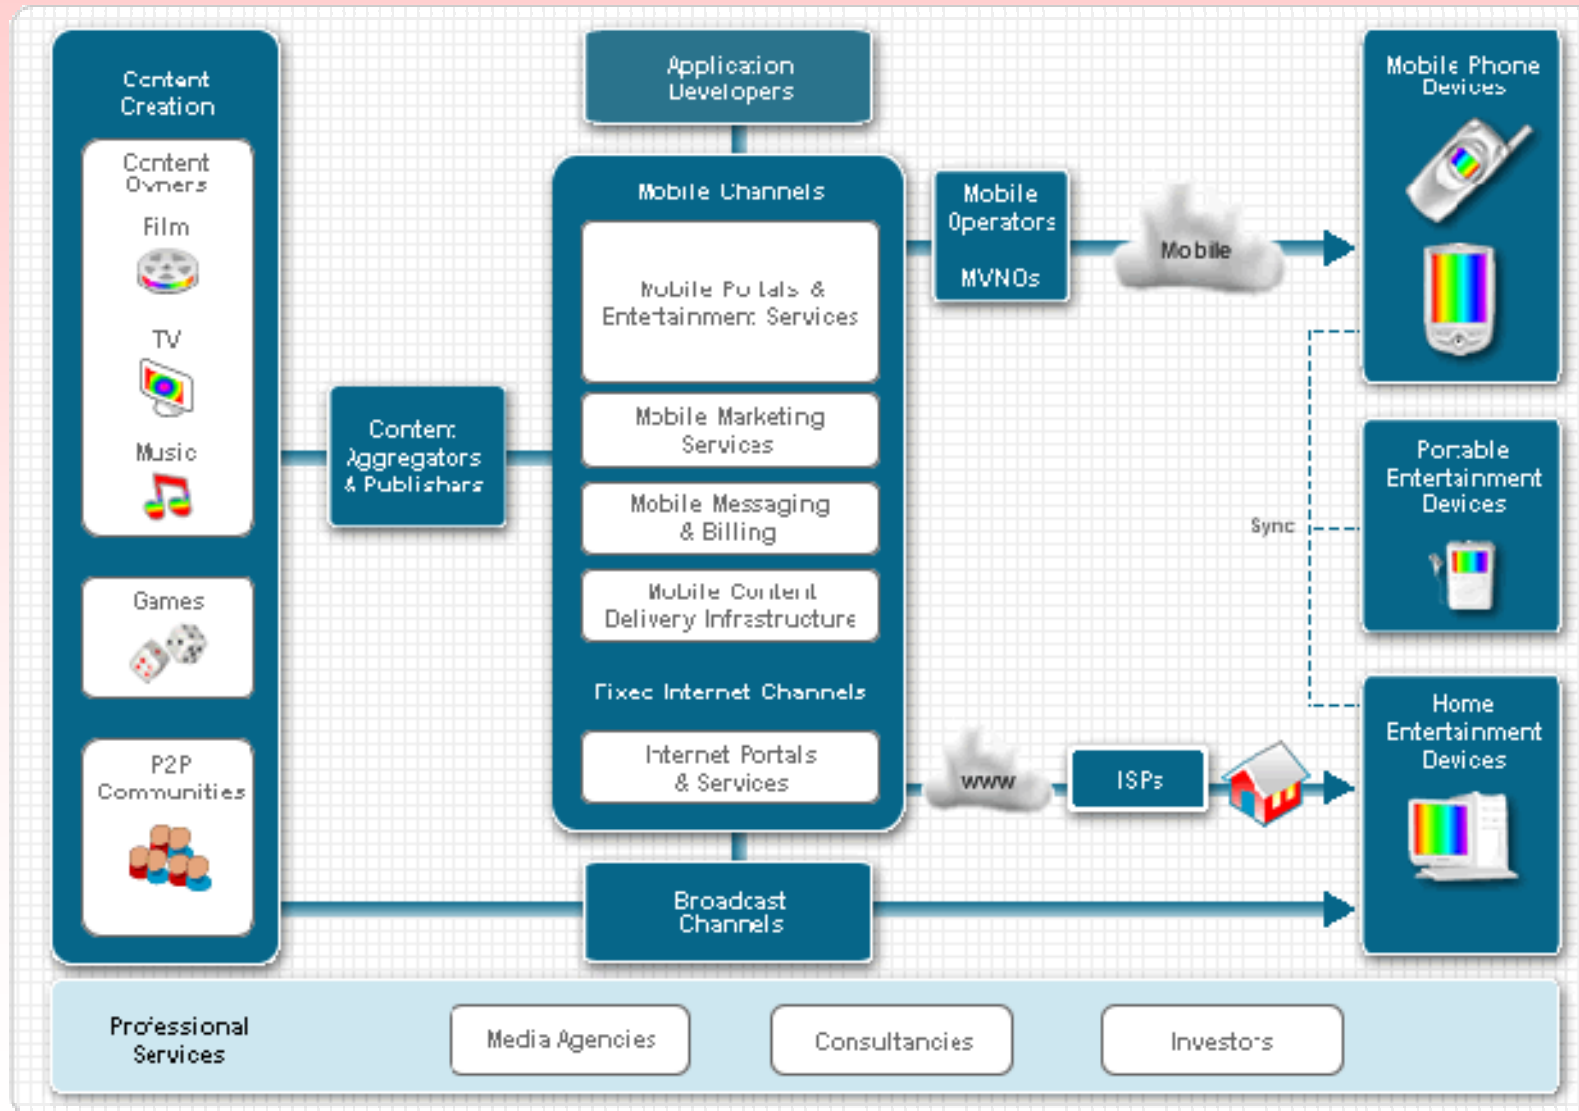 Content
Creation
Content
Owners
Film
TV
Music
Games
P2P
Communities
Content
Aggregators
& Publishers
Application
Developers
Mobile Channels
Mobile Portals &
Entertainment Services
Mobile Marketing
Services
Mobile Messaging
& Billing
Mobile Content
Delivery Infrastructure
Fixed Internet Channels
Internet Portals
& Services
Broadcast
Channels
Mobile
Operators
MVNOs
Mobile
www
ISPs
Mobile Phone
Devices
Sync
Portable
Entertainment
Devices
Home
Entertainment
Devices
Professional
Services
Media Agencies
Consultancies
Investors